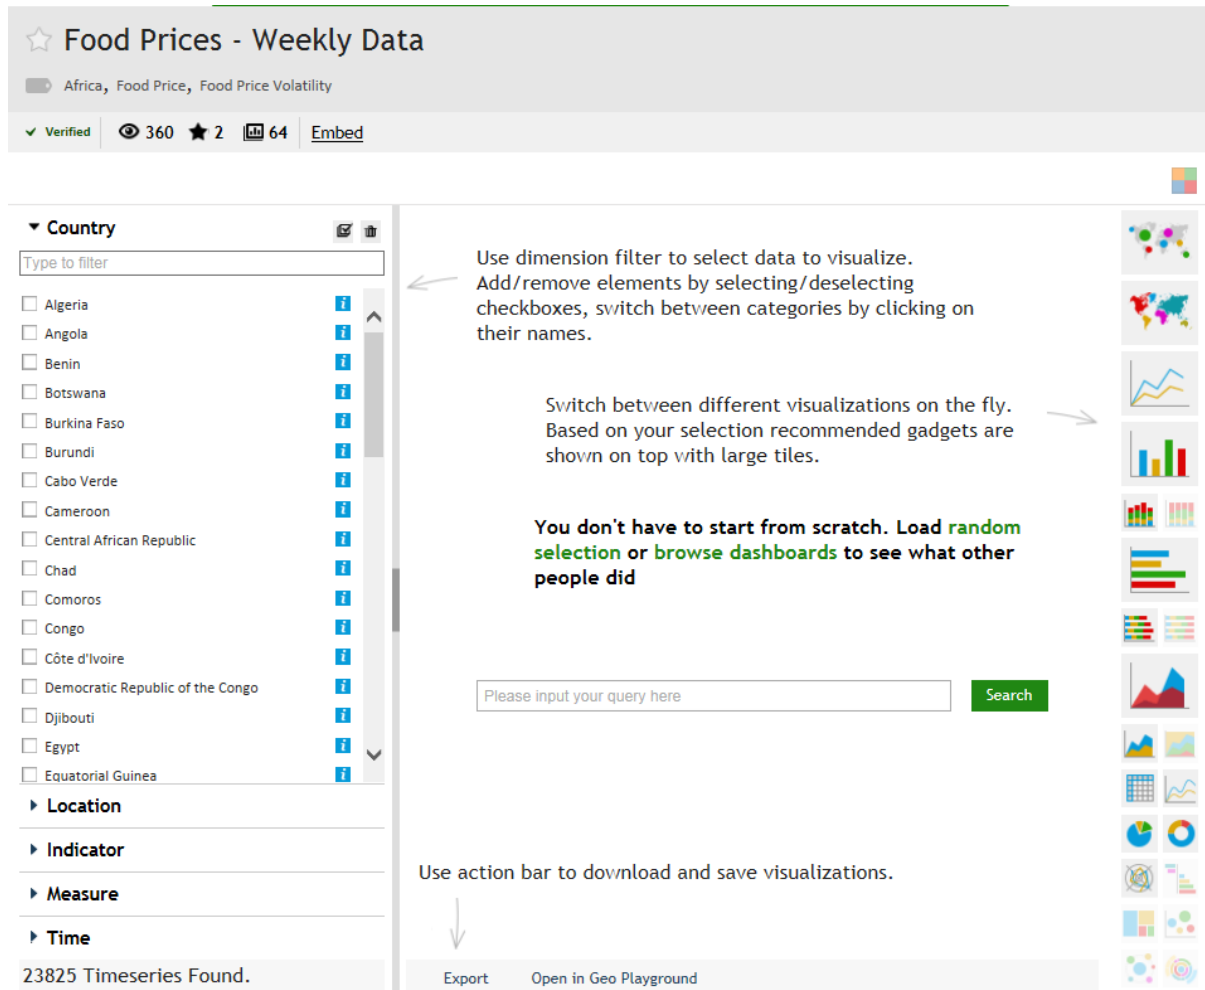 Food Prices - Weekly Data
Africa, Food Price, Food Price Volatility
Verified 360 2 64 Embed
Country
Type to filter
Algeria
Angola
Benin
Botswana
Burkina Faso
Burundi
Cabo Verde
Cameroon
Central African Republic
Chad
Comoros
Congo
Côte d'Ivoire
Democratic Republic of the Congo
Djibouti
Egypt
Equatorial Guinea
Location
Indicator
Measure
Time
23825 Timeseries Found.
Use dimension filter to select data to visualize.
Add/remove elements by selecting/deselecting
checkboxes, switch between categories by clicking on
their names.
Switch between different visualizations on the fly.
Based on your selection recommended gadgets are
shown on top with large tiles.
You don't have to start from scratch. Load random
selection or browse dashboards to see what other
people did
Please input your query here
Search
Use action bar to download and save visualizations.
Export Open in Geo Playground